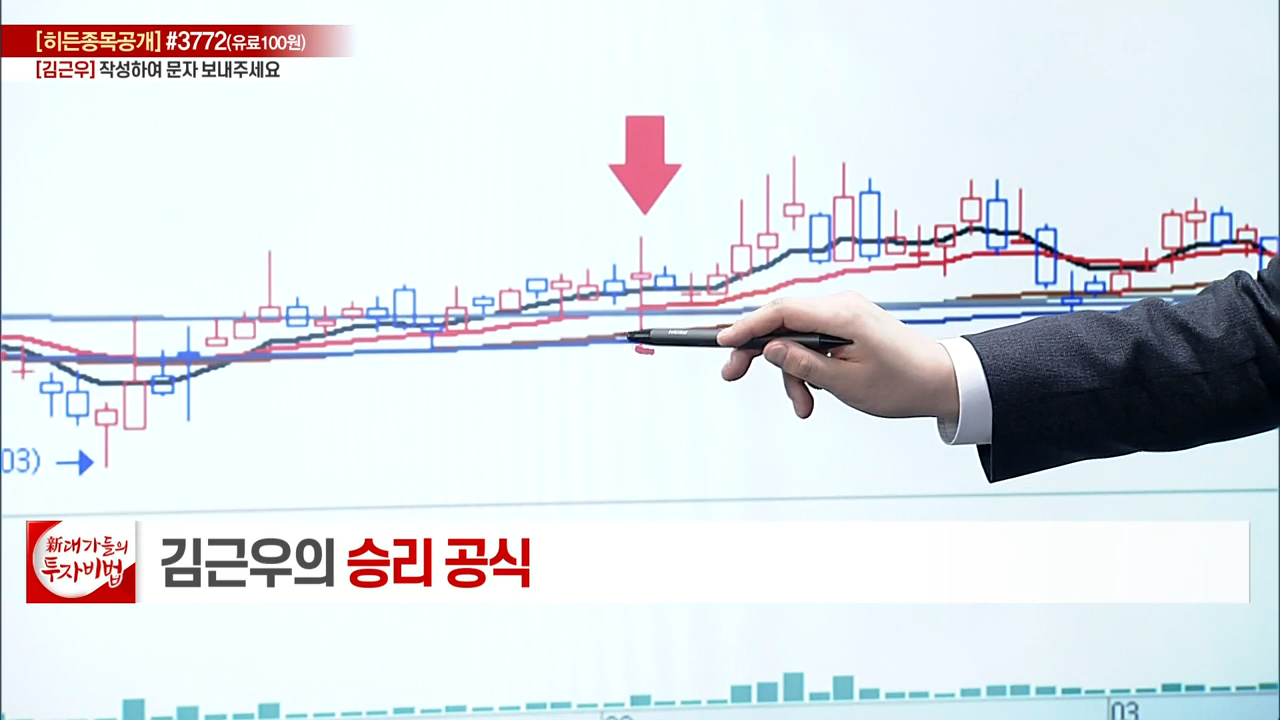 [히든종목공개] #3772(유료100원)
[김근우] 작성하여 문자 보내주세요
03)
新대가들의
투자비법
김근우의 승리 공식
03